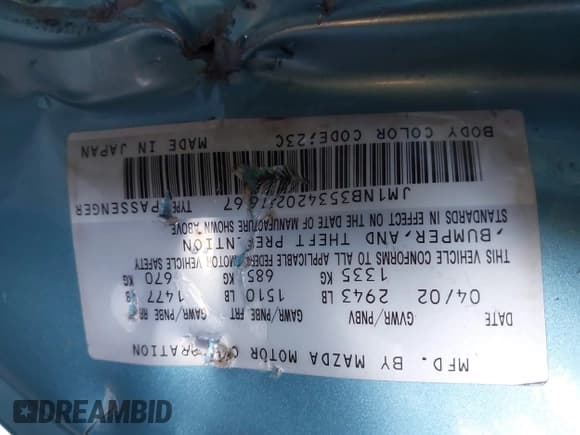 MFD. BY MAZDA MOTOR RATION
DATE GVWR/PNBV GAWR/PNBE FRT GAWR/PNBE RR
04/02 2943 LB 1510 LB 1477
1335 KG 685 KG 670 KG
THIS VEHICLE CONFORMS TO ALL APPLICABLE MOTOR VEHICLE SAFETY
, BUMPER, AND THEFT
STANDARDS IN EFFECT ON THE DATE OF MANUFACTURE SHOWN ABOVE
TYPE PASSENGER
BODY COLOR CODE;23C MADE IN JAPAN
DREAMBID